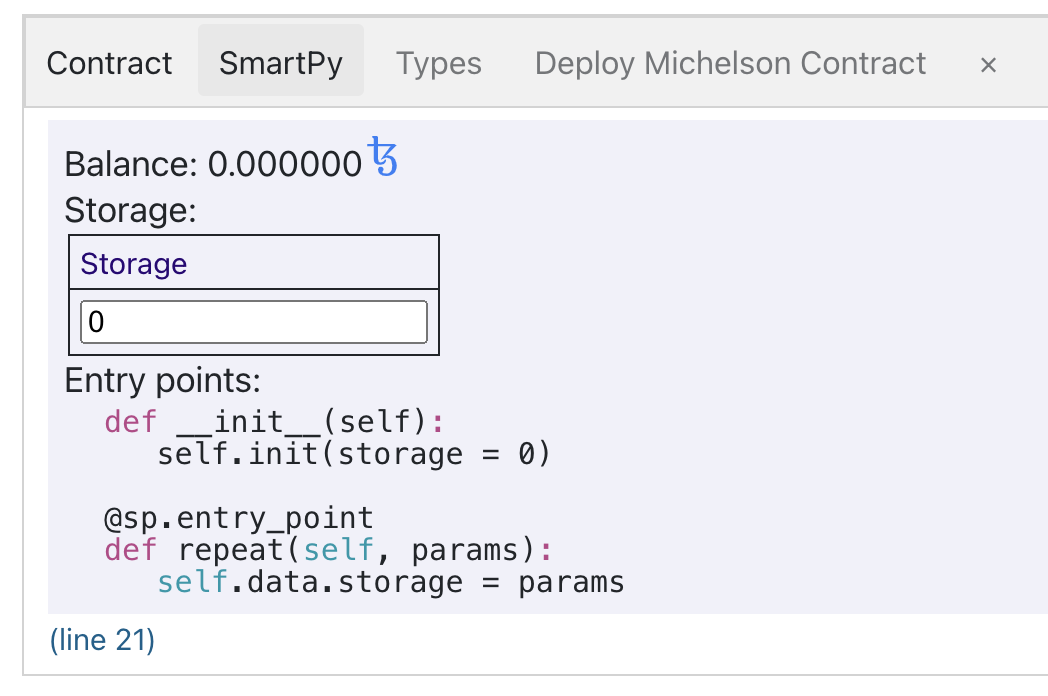 Contract SmartPy Types Deploy Michelson Contract ×
Balance: 0.000000ꜩ
Storage:
Storage
0
Entry points:
def __init__(self):
self.init(storage = 0)
@sp.entry_point
def repeat(self, params):
self.data.storage = params
(line 21)